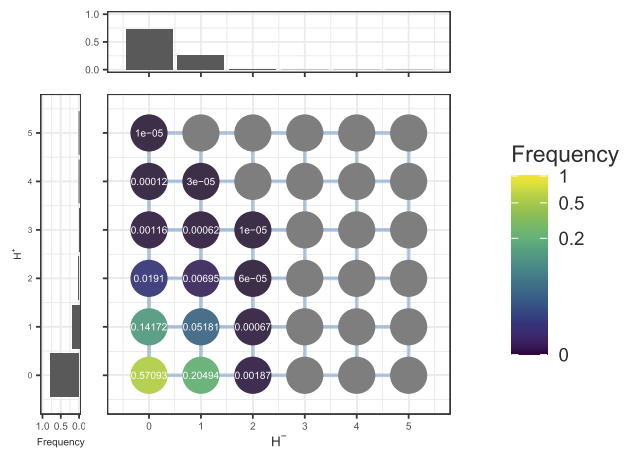 1.0
0.5
0.0
5
4
3
2
1
0
H+
1e−05
0.00012 3e−05
0.00116 0.00062 1e−05
0.0191 0.00695 6e−05
0.14172 0.05181 0.00067
0.57093 0.20494 0.00187
1.0 0.5 0.0
Frequency
0 1 2 3 4 5
H−
Frequency
1
0.5
0.2
0